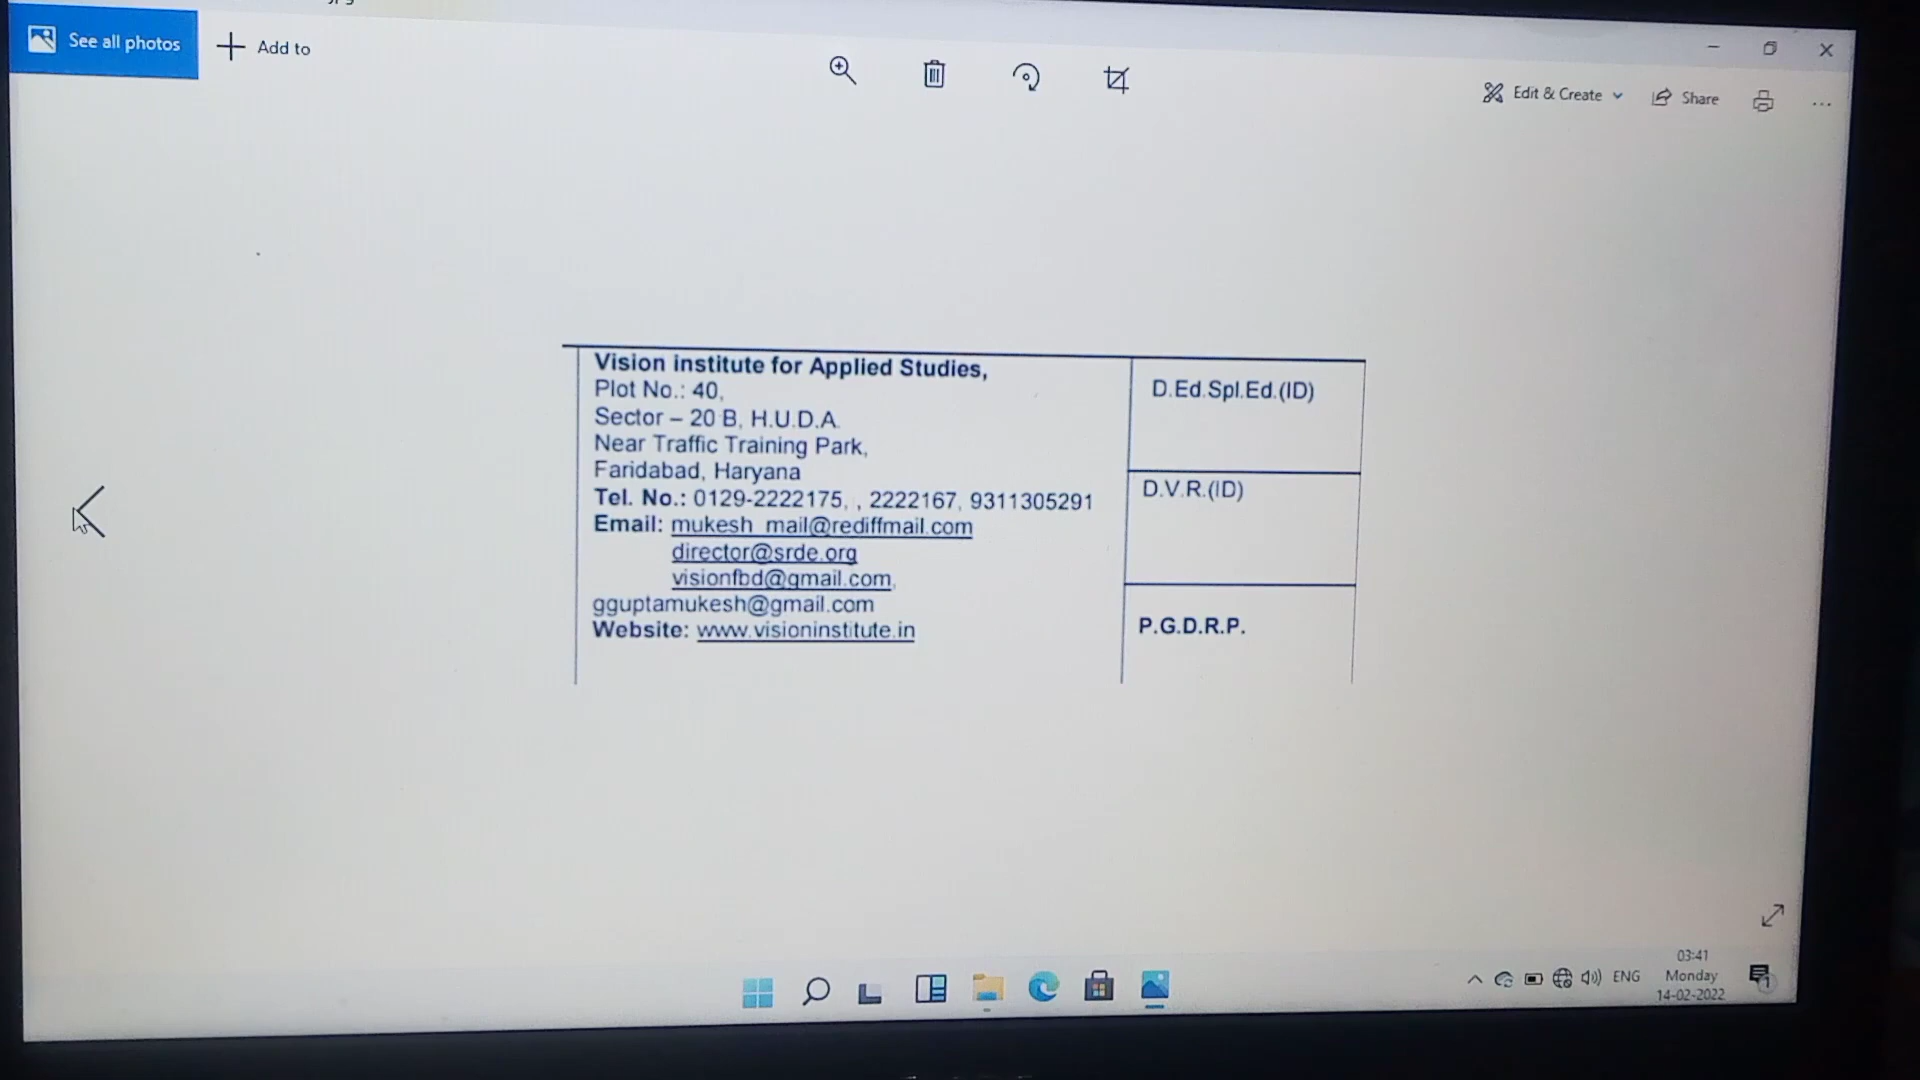 See all photos
Add to
Edit & Create
Share
Vision institute for Applied Studies,
Plot No.: 40,
Sector – 20 B, H.U.D.A.
Near Traffic Training Park,
Faridabad, Haryana
Tel. No.: 0129-2222175, , 2222167, 9311305291
Email: mukesh_mail@rediffmail.com
director@srde.org
visionfbd@gmail.com,
gguptamukesh@gmail.com
Website: www.visioninstitute.in
D.Ed.Spl.Ed.(ID)
D.V.R.(ID)
P.G.D.R.P.
ENG
03:41
Monday
14-02-2022
1